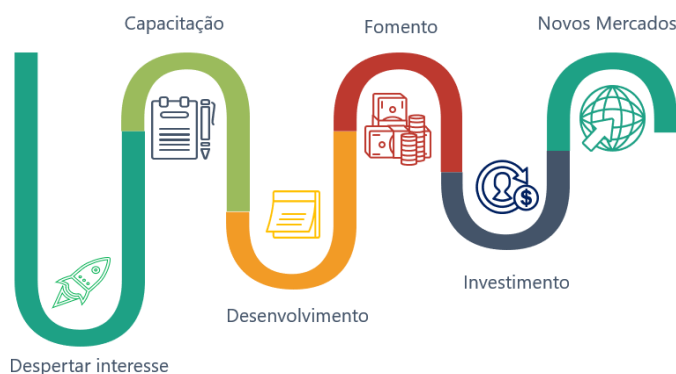 Capacitação
Fomento
Novos Mercados
$
Investimento
Desenvolvimento
Despertar interesse